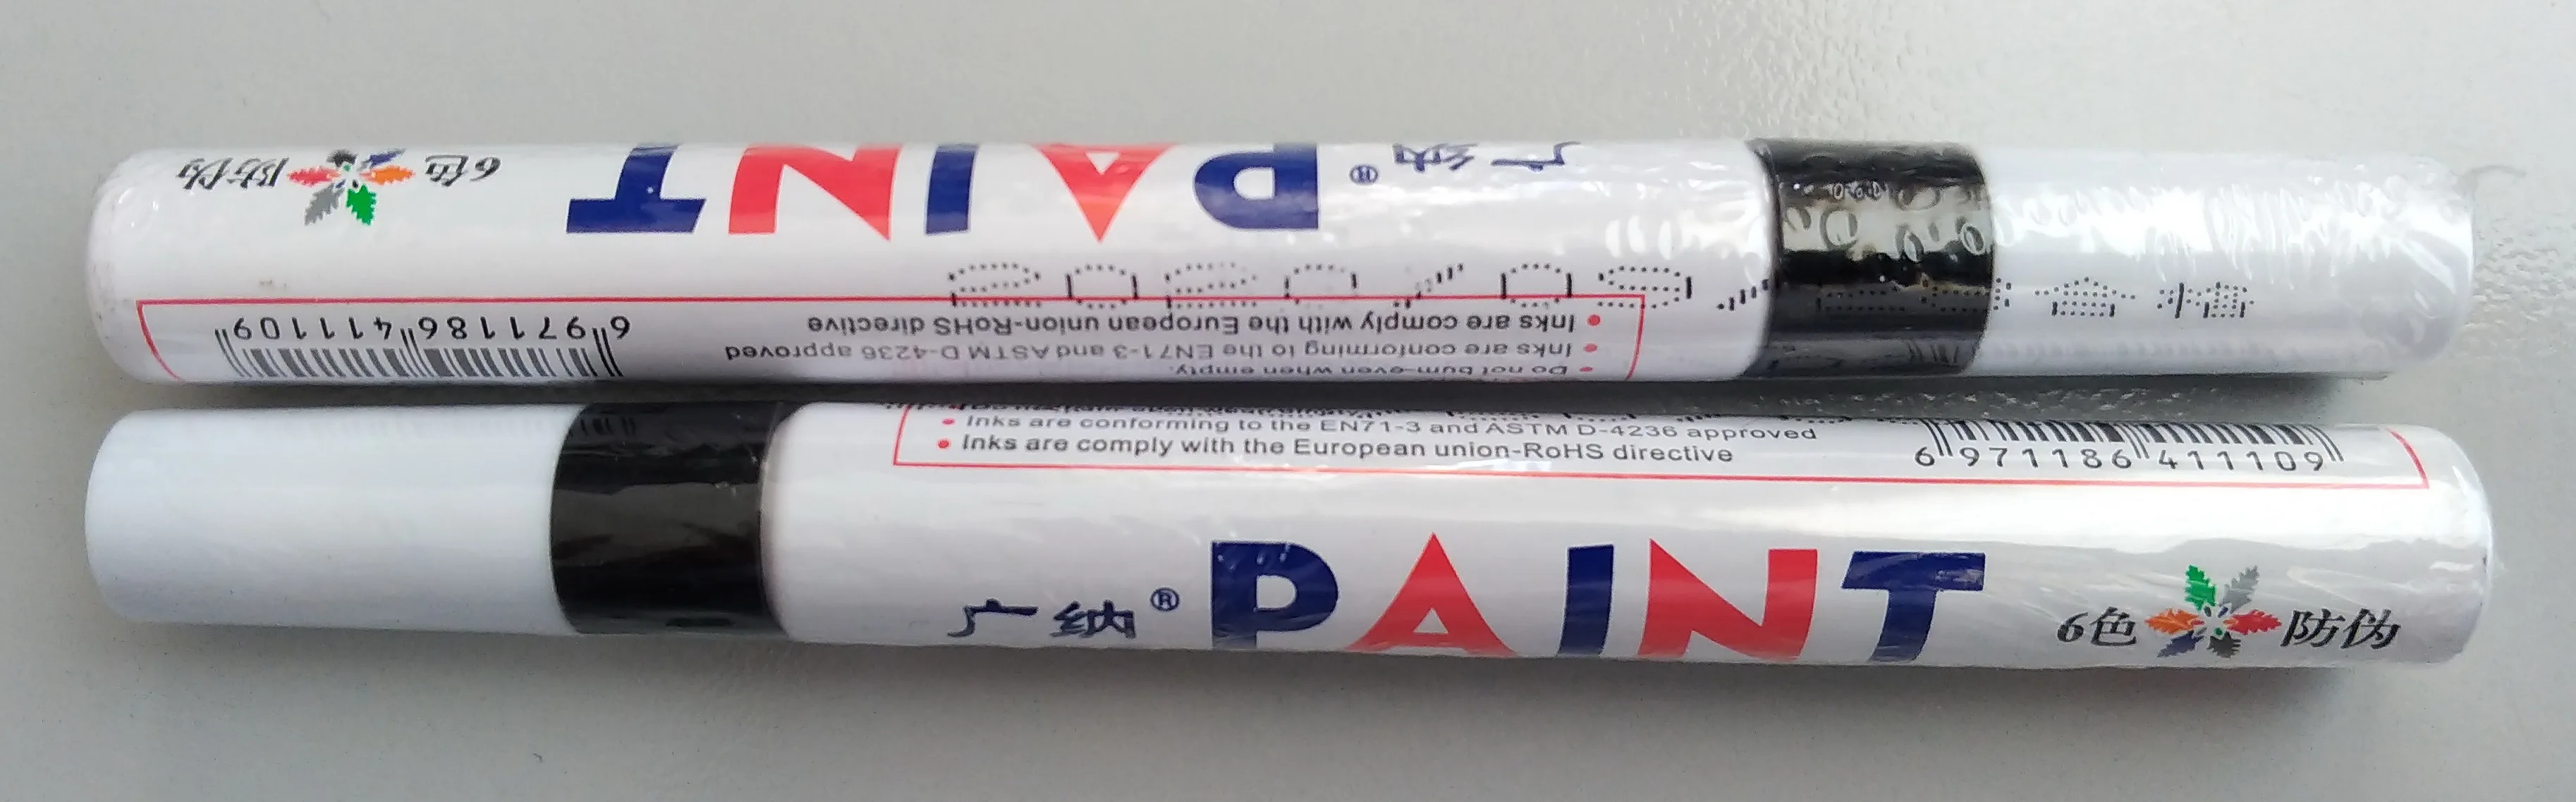 广纳® PAINT 6色 防伪
6 971186 411109
• Inks are comply with the European union-RoHS directive
• Inks are conforming to the EN71-3 and ASTM D-4236 approved
• Do not burn-even when empty.
• Inks are conforming to the EN71-3 and ASTM D-4236 approved
• Inks are comply with the European union-RoHS directive
6 971186 411109
广纳® PAINT 6色 防伪